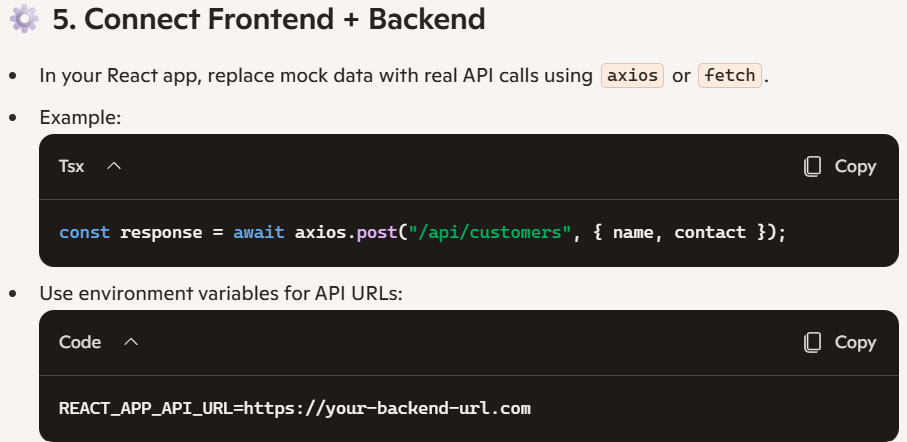 5. Connect Frontend + Backend
In your React app, replace mock data with real API calls using axios or fetch.
Example:
Tsx Copy
const response = await axios.post("/api/customers", { name, contact });
Use environment variables for API URLs:
Code Copy
REACT_APP_API_URL=https://your-backend-url.com